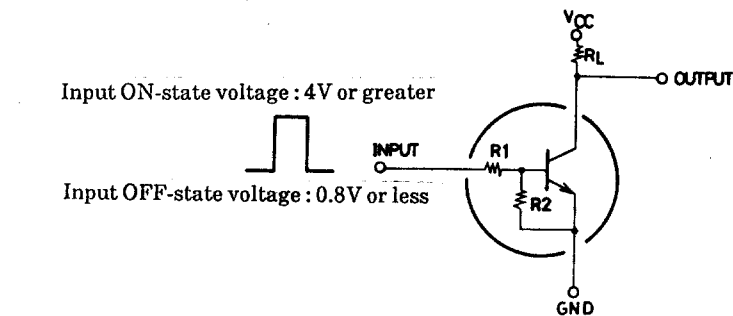 VCC
RL
OUTPUT
Input ON-state voltage : 4V or greater
INPUT
R1
Input OFF-state voltage : 0.8V or less
R2
GND